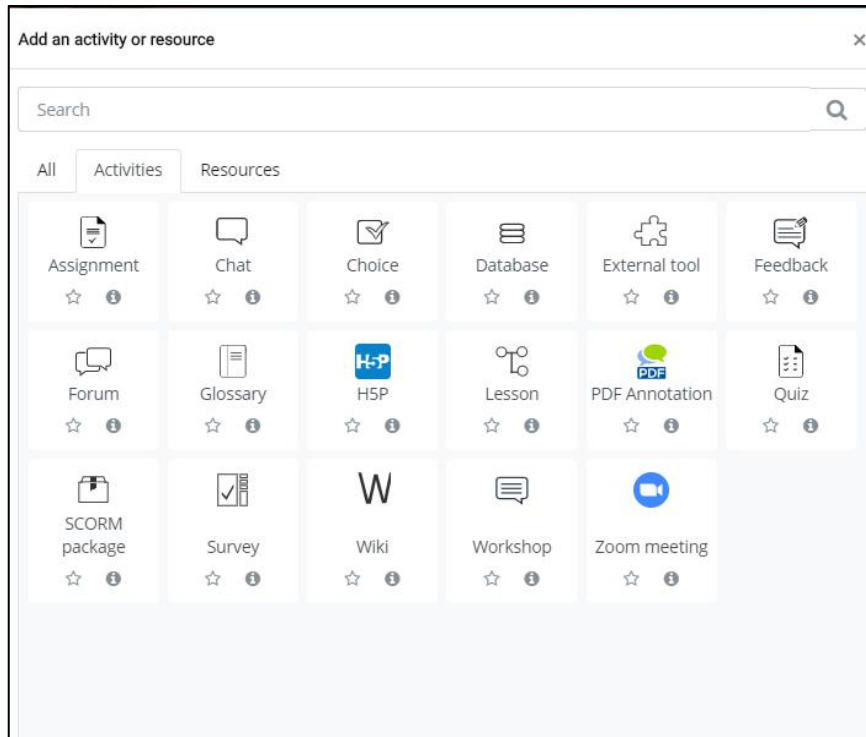 Add an activity or resource ×
Search
All Activities Resources
Assignment Chat Choice Database External tool Feedback
Forum Glossary H5P H5P Lesson PDF PDF Annotation Quiz
SCORM
package Survey W Wiki Workshop Zoom meeting